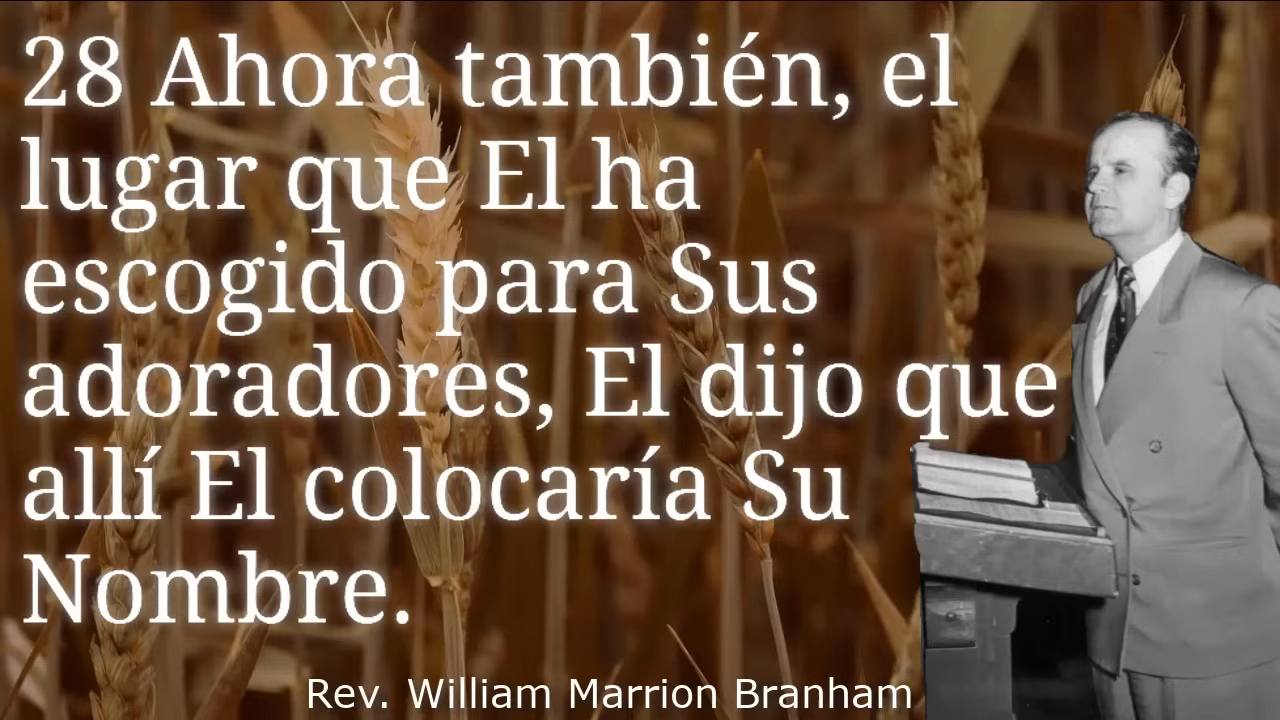 28 Ahora también, el
lugar que El ha
escogido para Sus
adoradores, El dijo que
allí El colocaría Su
Nombre.
Rev. William Marrion Branham